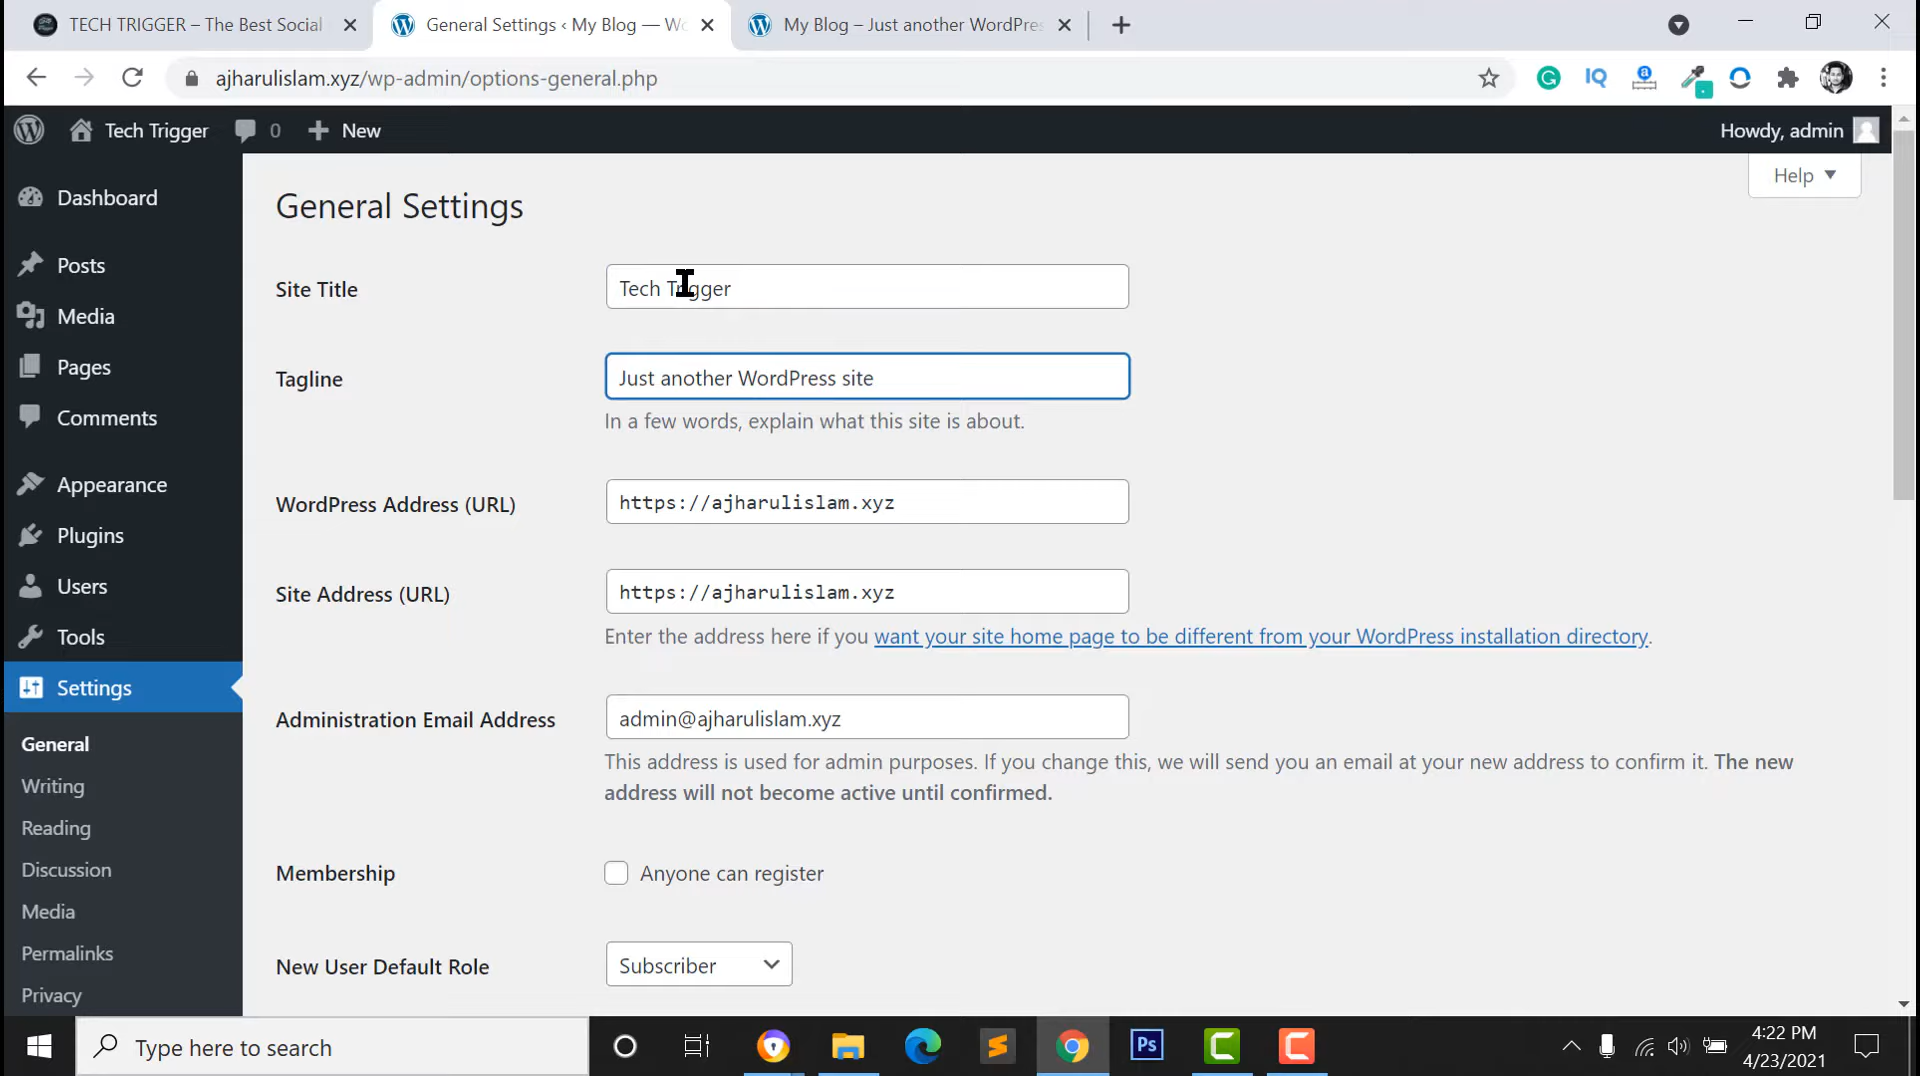 TECH TRIGGER – The Best Social
General Settings ‹ My Blog — Wo
My Blog – Just another WordPres
ajharulislam.xyz/wp-admin/options-general.php
Tech Trigger
0
New
Howdy, admin
Help
Dashboard
Posts
Media
Pages
Comments
Appearance
Plugins
Users
Tools
Settings
General
Writing
Reading
Discussion
Media
Permalinks
Privacy
General Settings
Site Title
Tech Trigger
Tagline
Just another WordPress site
In a few words, explain what this site is about.
WordPress Address (URL)
https://ajharulislam.xyz
Site Address (URL)
https://ajharulislam.xyz
Enter the address here if you want your site home page to be different from your WordPress installation directory.
Administration Email Address
admin@ajharulislam.xyz
This address is used for admin purposes. If you change this, we will send you an email at your new address to confirm it. The new
address will not become active until confirmed.
Membership
Anyone can register
New User Default Role
Subscriber
Type here to search
Ps
4:22 PM
4/23/2021